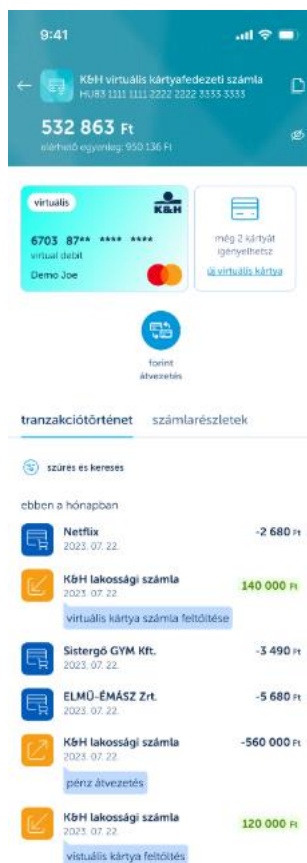 9:41
K&H virtuális kártyafedezeti számla
HU83 1111 1111 2222 2222 3333 3333
532 863 Ft
elérhető egyenleg: 950 136 Ft
virtuális
K&H
6703 87** **** ****
virtual debit
Demo Joe
még 2 kártyát
igényelhetsz
új virtuális kártya
forint
átvezetés
tranzakciótörténet számlarészletek
szűrés és keresés
ebben a hónapban
Netflix -2 680 Ft
2023. 07. 22.
K&H lakossági számla 140 000 Ft
2023. 07. 22.
virtuális kártya számla feltöltése
Sistergő GYM Kft. -3 490 Ft
2023. 07. 22.
ELMŰ-ÉMÁSZ Zrt. -5 680 Ft
2023. 07. 22.
K&H lakossági számla -560 000 Ft
2023. 07. 22.
pénz átvezetés
K&H lakossági számla 120 000 Ft
2023. 07. 22.
vistuális kártya feltöltés